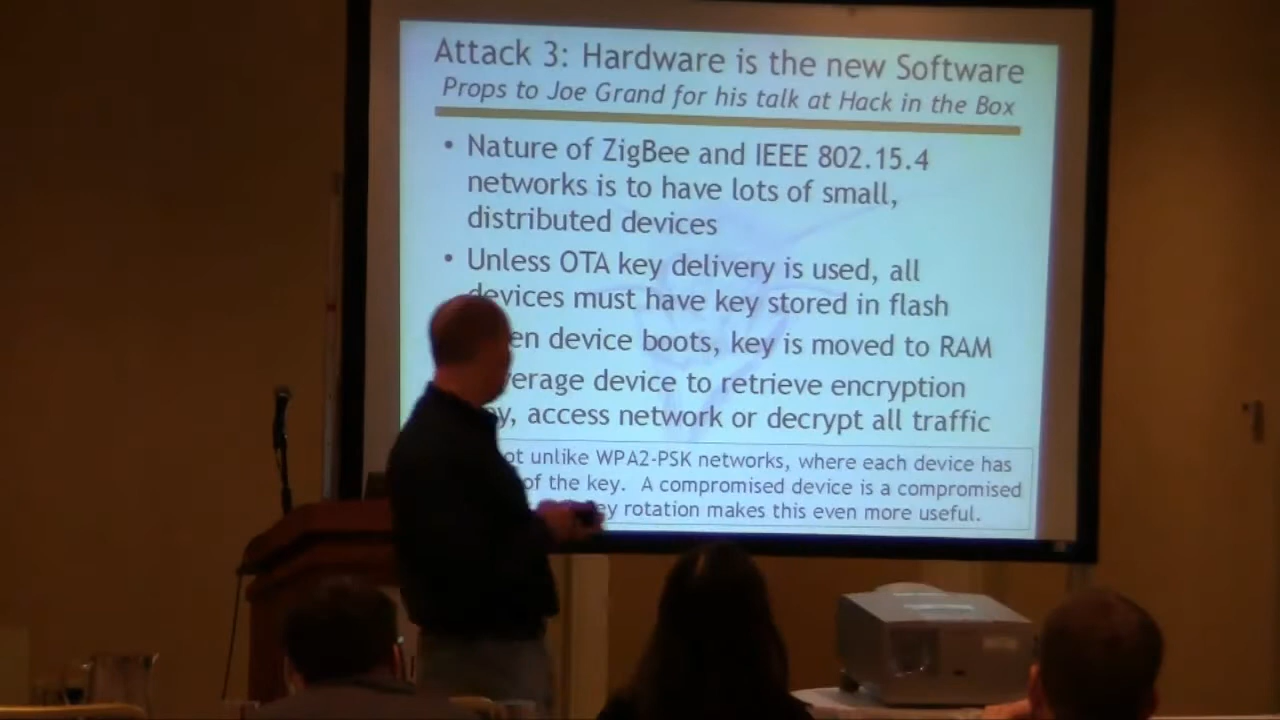 Attack 3: Hardware is the new Software
Props to Joe Grand for his talk at Hack in the Box
• Nature of ZigBee and IEEE 802.15.4
networks is to have lots of small,
distributed devices
• Unless OTA key delivery is used, all
devices must have key stored in flash
device boots, key is moved to RAM
device to retrieve encryption
access network or decrypt all traffic
unlike WPA2-PSK networks, where each device has
of the key. A compromised device is a compromised
rotation makes this even more useful.